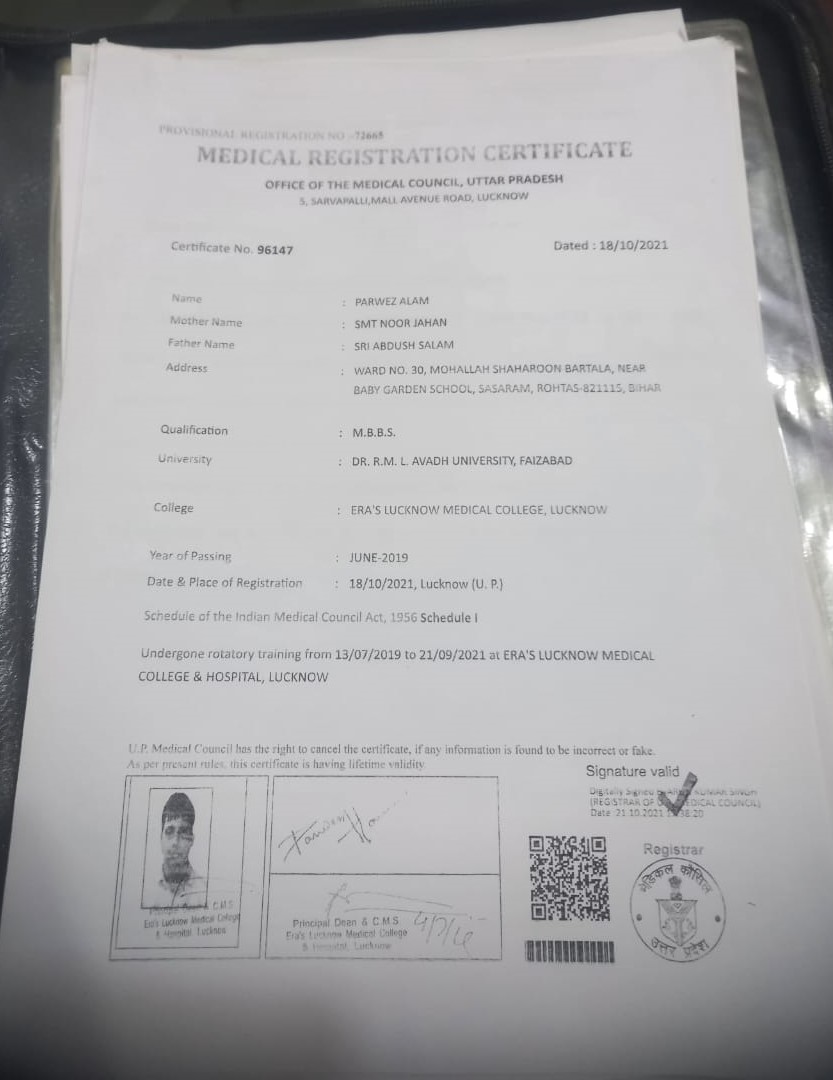 PROVISIONAL REGISTRATION NO -72665
MEDICAL REGISTRATION CERTIFICATE
OFFICE OF THE MEDICAL COUNCIL, UTTAR PRADESH
5, SARVAPALLI,MALL AVENUE ROAD, LUCKNOW
Certificate No. 96147 Dated : 18/10/2021
Name : PARWEZ ALAM
Mother Name : SMT NOOR JAHAN
Father Name : SRI ABDUSH SALAM
Address : WARD NO. 30, MOHALLAH SHAHAROON BARTALA, NEAR
BABY GARDEN SCHOOL, SASARAM, ROHTAS-821115, BIHAR
Qualification : M.B.B.S.
University : DR. R.M. L. AVADH UNIVERSITY, FAIZABAD
College : ERA'S LUCKNOW MEDICAL COLLEGE, LUCKNOW
Year of Passing : JUNE-2019
Date & Place of Registration : 18/10/2021, Lucknow (U. P.)
Schedule of the Indian Medical Council Act, 1956 Schedule I
Undergone rotatory training from 13/07/2019 to 21/09/2021 at ERA'S LUCKNOW MEDICAL
COLLEGE & HOSPITAL, LUCKNOW
U.P. Medical Council has the right to cancel the certificate, if any information is found to be incorrect or fake.
As per present rules, this certificate is having lifetime validity
Signature valid
Digitally Signed KUMAR SINGH
(REGISTRAR OF MEDICAL COUNCIL)
Date 21.10.2021
Registrar
मेडिकल कौंसिल
उत्तर प्रदेश
Principal Dean & C.M.S
Era's Lucknow Medical College
& Hospital, Lucknow
Principal Dean & C.M.S.
Era's Lucknow Medical College
& Hospital, Lucknow